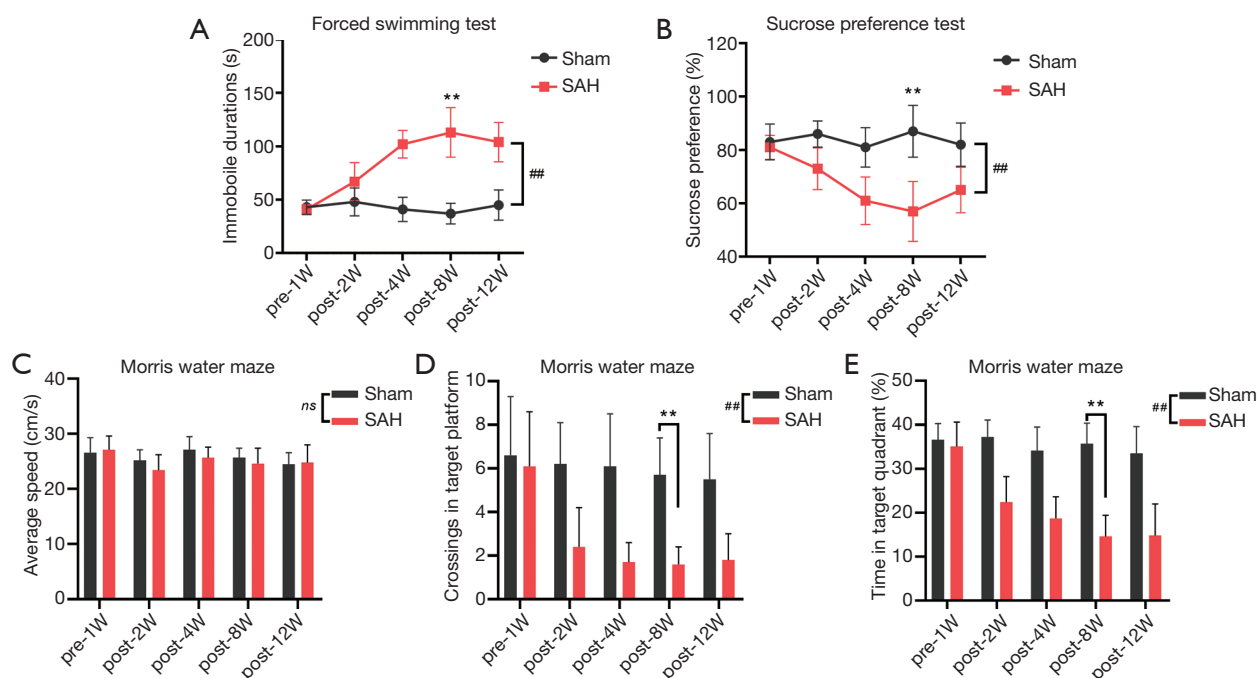 A
Forced swimming test
Immoboile durations (s)
200
150
100
50
0
Sham
SAH
**
##
pre-1W
post-2W
post-4W
post-8W
post-12W
B
Sucrose preference test
Sucrose preference (%)
120
100
80
60
40
Sham
SAH
**
##
pre-1W
post-2W
post-4W
post-8W
post-12W
C
Morris water maze
Average speed (cm/s)
40
30
20
10
0
Sham
SAH
ns
pre-1W
post-2W
post-4W
post-8W
post-12W
D
Morris water maze
Crossings in target platform
10
8
6
4
2
0
Sham
SAH
**
##
pre-1W
post-2W
post-4W
post-8W
post-12W
E
Morris water maze
Time in target quadrant (%)
50
40
30
20
10
0
Sham
SAH
**
##
pre-1W
post-2W
post-4W
post-8W
post-12W